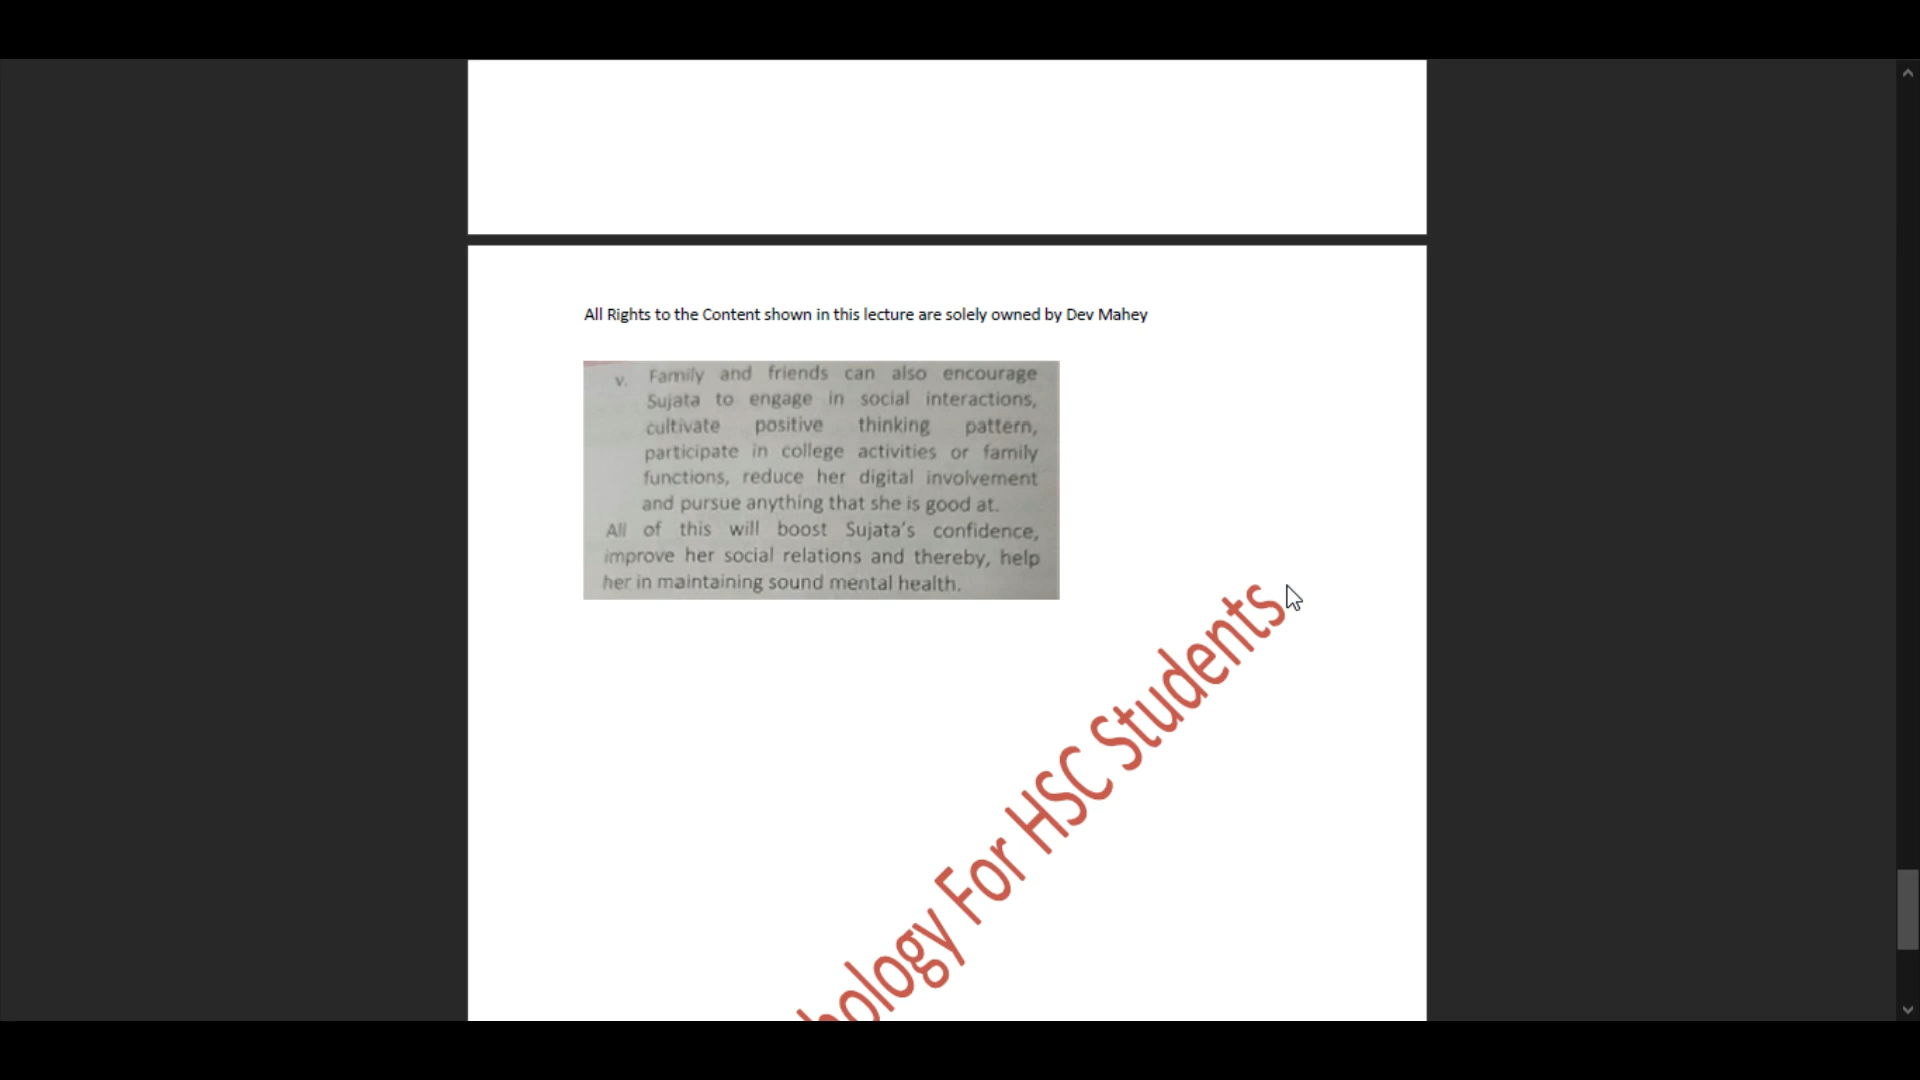 All Rights to the Content shown in this lecture are solely owned by Dev Mahey
v. Family and friends can also encourage
Sujata to engage in social interactions,
cultivate positive thinking pattern,
participate in college activities or family
functions, reduce her digital involvement
and pursue anything that she is good at.
All of this will boost Sujata's confidence,
improve her social relations and thereby, help
her in maintaining sound mental health.
hology For HSC Students